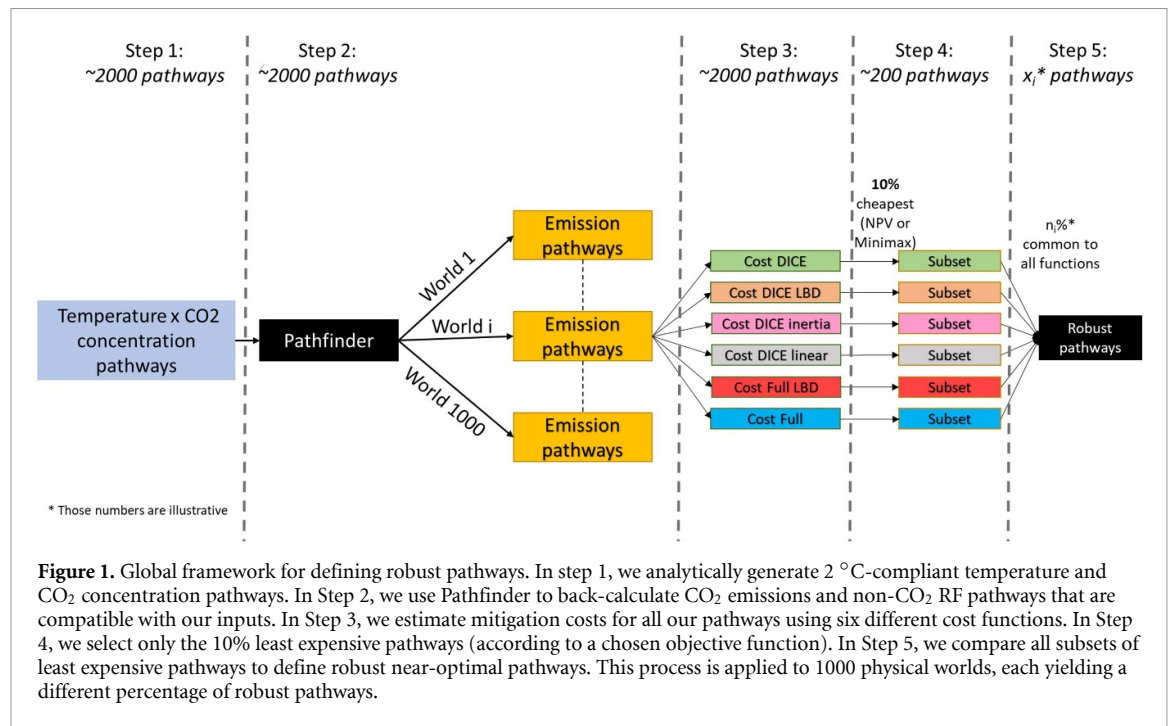 Step 1:
~2000 pathways
Step 2:
~2000 pathways
Step 3:
~2000 pathways
Step 4:
~200 pathways
Step 5:
xᵢ* pathways
Temperature x CO2
concentration
pathways
Pathfinder
World 1
World i
World 1000
Emission
pathways
Emission
pathways
Emission
pathways
Cost DICE
Cost DICE LBD
Cost DICE inertia
Cost DICE linear
Cost Full LBD
Cost Full
10%
cheapest
(NPV or
Minimax)
Subset
Subset
Subset
Subset
Subset
Subset
nᵢ%*
common to
all functions
Robust
pathways
* Those numbers are illustrative
Figure 1. Global framework for defining robust pathways. In step 1, we analytically generate 2 °C-compliant temperature and
CO₂ concentration pathways. In Step 2, we use Pathfinder to back-calculate CO₂ emissions and non-CO₂ RF pathways that are
compatible with our inputs. In Step 3, we estimate mitigation costs for all our pathways using six different cost functions. In Step
4, we select only the 10% least expensive pathways (according to a chosen objective function). In Step 5, we compare all subsets of
least expensive pathways to define robust near-optimal pathways. This process is applied to 1000 physical worlds, each yielding a
different percentage of robust pathways.